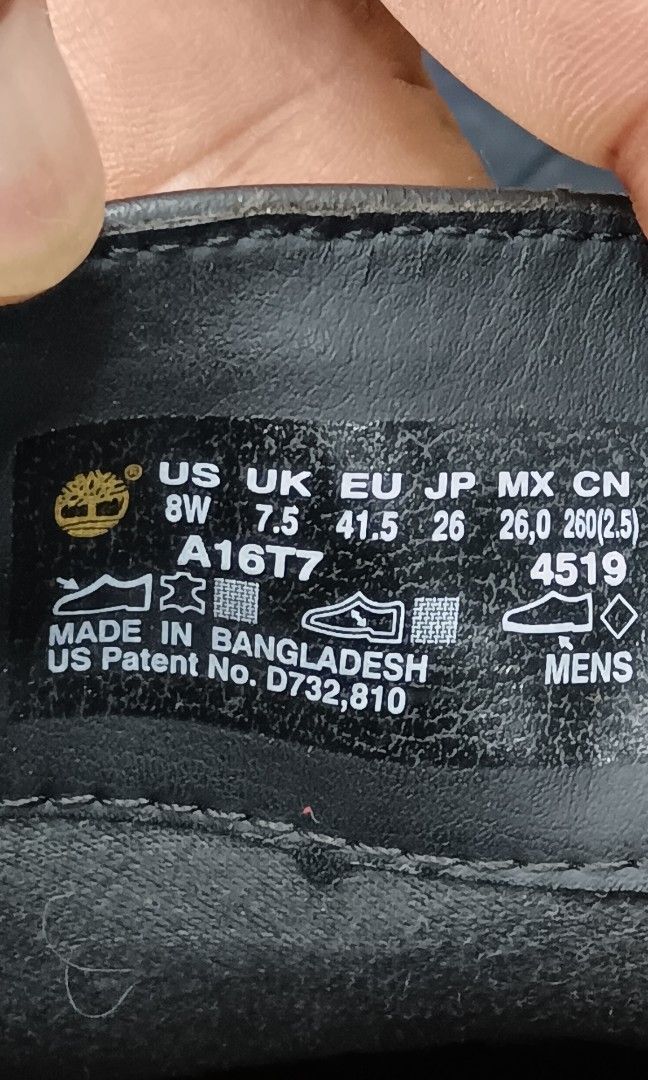 ® US UK EU JP MX CN
8W 7.5 41.5 26 26,0 260(2.5)
A16T7 4519
MADE IN BANGLADESH
US Patent No. D732,810 MENS